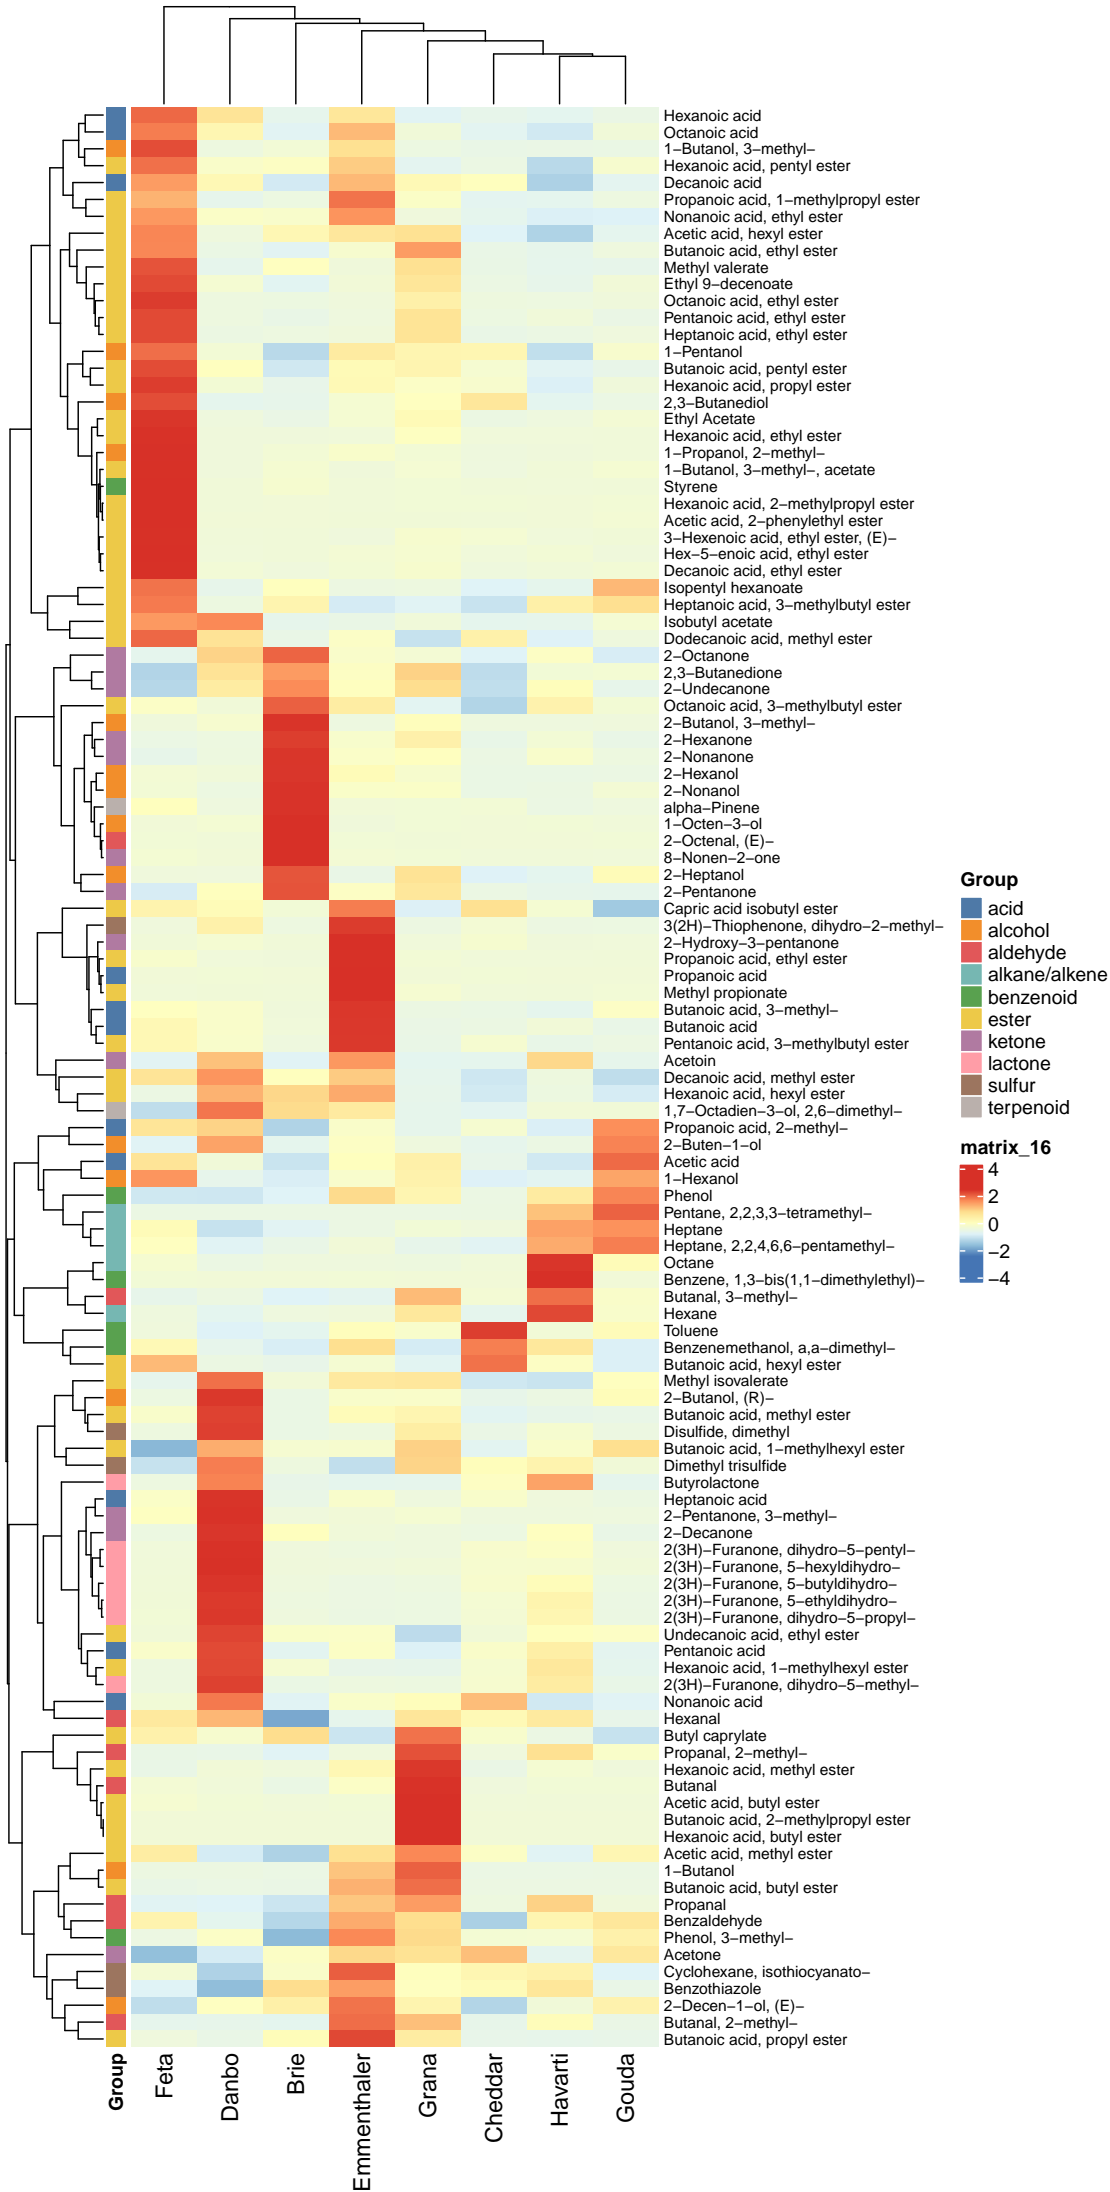 Hexanoic acid
Octanoic acid
1−Butanol, 3−methyl−
Hexanoic acid, pentyl ester
Decanoic acid
Propanoic acid, 1−methylpropyl ester
Nonanoic acid, ethyl ester
Acetic acid, hexyl ester
Butanoic acid, ethyl ester
Methyl valerate
Ethyl 9−decenoate
Octanoic acid, ethyl ester
Pentanoic acid, ethyl ester
Heptanoic acid, ethyl ester
1−Pentanol
Butanoic acid, pentyl ester
Hexanoic acid, propyl ester
2,3−Butanediol
Ethyl Acetate
Hexanoic acid, ethyl ester
1−Propanol, 2−methyl−
1−Butanol, 3−methyl−, acetate
Styrene
Hexanoic acid, 2−methylpropyl ester
Acetic acid, 2−phenylethyl ester
3−Hexenoic acid, ethyl ester, (E)−
Hex−5−enoic acid, ethyl ester
Decanoic acid, ethyl ester
Isopentyl hexanoate
Heptanoic acid, 3−methylbutyl ester
Isobutyl acetate
Dodecanoic acid, methyl ester
2−Octanone
2,3−Butanedione
2−Undecanone
Octanoic acid, 3−methylbutyl ester
2−Butanol, 3−methyl−
2−Hexanone
2−Nonanone
2−Hexanol
2−Nonanol
alpha−Pinene
1−Octen−3−ol
2−Octenal, (E)−
8−Nonen−2−one
2−Heptanol
2−Pentanone
Capric acid isobutyl ester
3(2H)−Thiophenone, dihydro−2−methyl−
2−Hydroxy−3−pentanone
Propanoic acid, ethyl ester
Propanoic acid
Methyl propionate
Butanoic acid, 3−methyl−
Butanoic acid
Pentanoic acid, 3−methylbutyl ester
Acetoin
Decanoic acid, methyl ester
Hexanoic acid, hexyl ester
1,7−Octadien−3−ol, 2,6−dimethyl−
Propanoic acid, 2−methyl−
2−Buten−1−ol
Acetic acid
1−Hexanol
Phenol
Pentane, 2,2,3,3−tetramethyl−
Heptane
Heptane, 2,2,4,6,6−pentamethyl−
Octane
Benzene, 1,3−bis(1,1−dimethylethyl)−
Butanal, 3−methyl−
Hexane
Toluene
Benzenemethanol, a,a−dimethyl−
Butanoic acid, hexyl ester
Methyl isovalerate
2−Butanol, (R)−
Butanoic acid, methyl ester
Disulfide, dimethyl
Butanoic acid, 1−methylhexyl ester
Dimethyl trisulfide
Butyrolactone
Heptanoic acid
2−Pentanone, 3−methyl−
2−Decanone
2(3H)−Furanone, dihydro−5−pentyl−
2(3H)−Furanone, 5−hexyldihydro−
2(3H)−Furanone, 5−butyldihydro−
2(3H)−Furanone, 5−ethyldihydro−
2(3H)−Furanone, dihydro−5−propyl−
Undecanoic acid, ethyl ester
Pentanoic acid
Hexanoic acid, 1−methylhexyl ester
2(3H)−Furanone, dihydro−5−methyl−
Nonanoic acid
Hexanal
Butyl caprylate
Propanal, 2−methyl−
Hexanoic acid, methyl ester
Butanal
Acetic acid, butyl ester
Butanoic acid, 2−methylpropyl ester
Hexanoic acid, butyl ester
Acetic acid, methyl ester
1−Butanol
Butanoic acid, butyl ester
Propanal
Benzaldehyde
Phenol, 3−methyl−
Acetone
Cyclohexane, isothiocyanato−
Benzothiazole
2−Decen−1−ol, (E)−
Butanal, 2−methyl−
Butanoic acid, propyl ester
Group
Feta
Danbo
Brie
Emmenthaler
Grana
Cheddar
Havarti
Gouda
Group
acid
alcohol
aldehyde
alkane/alkene
benzenoid
ester
ketone
lactone
sulfur
terpenoid
matrix_16
4
2
0
−2
−4